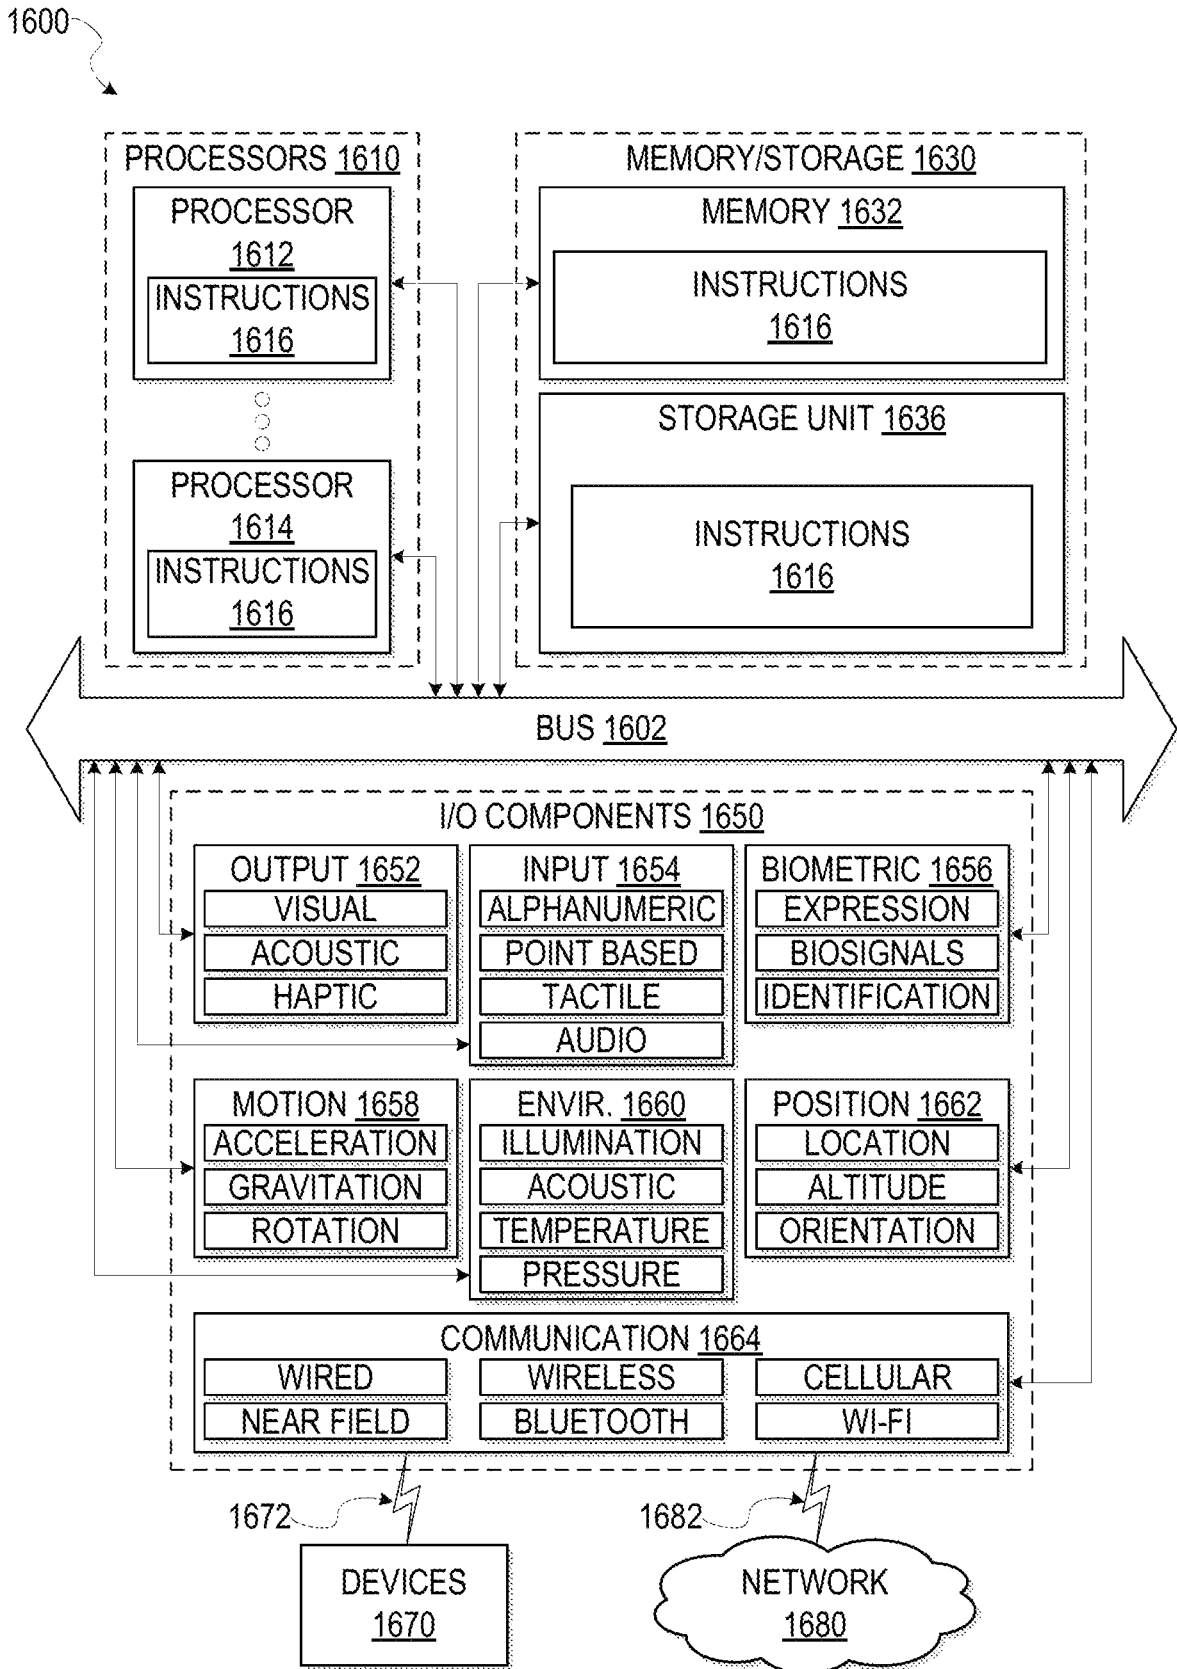 1600
PROCESSORS 1610
PROCESSOR
1612
INSTRUCTIONS
1616
PROCESSOR
1614
INSTRUCTIONS
1616
MEMORY/STORAGE 1630
MEMORY 1632
INSTRUCTIONS
1616
STORAGE UNIT 1636
INSTRUCTIONS
1616
BUS 1602
I/O COMPONENTS 1650
OUTPUT 1652
VISUAL
ACOUSTIC
HAPTIC
INPUT 1654
ALPHANUMERIC
POINT BASED
TACTILE
AUDIO
BIOMETRIC 1656
EXPRESSION
BIOSIGNALS
IDENTIFICATION
MOTION 1658
ACCELERATION
GRAVITATION
ROTATION
ENVIR. 1660
ILLUMINATION
ACOUSTIC
TEMPERATURE
PRESSURE
POSITION 1662
LOCATION
ALTITUDE
ORIENTATION
COMMUNICATION 1664
WIRED
WIRELESS
CELLULAR
NEAR FIELD
BLUETOOTH
WI-FI
1672
1682
DEVICES
1670
NETWORK
1680